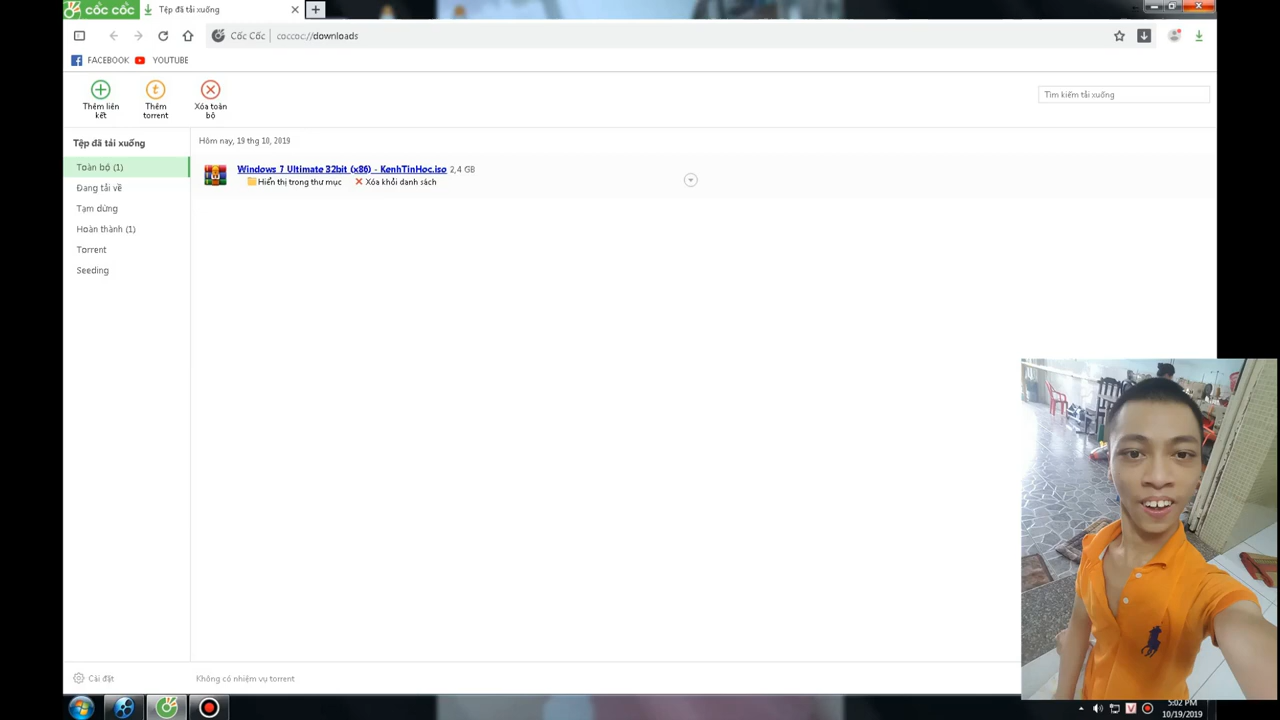 cốc cốc
Tệp đã tải xuống
Cốc Cốc
coccoc://downloads
FACEBOOK
YOUTUBE
Thêm liên
kết
Thêm
torrent
Xóa toàn
bộ
Tìm kiếm tải xuống
Tệp đã tải xuống
Toàn bộ (1)
Đang tải về
Tạm dừng
Hoàn thành (1)
Torrent
Seeding
Hôm nay, 19 thg 10, 2019
Windows 7 Ultimate 32bit (x86) - KenhTinHoc.iso 2,4 GB
Hiển thị trong thư mục
Xóa khỏi danh sách
Cài đặt
Không có nhiệm vụ torrent
5:02 PM
10/19/2019